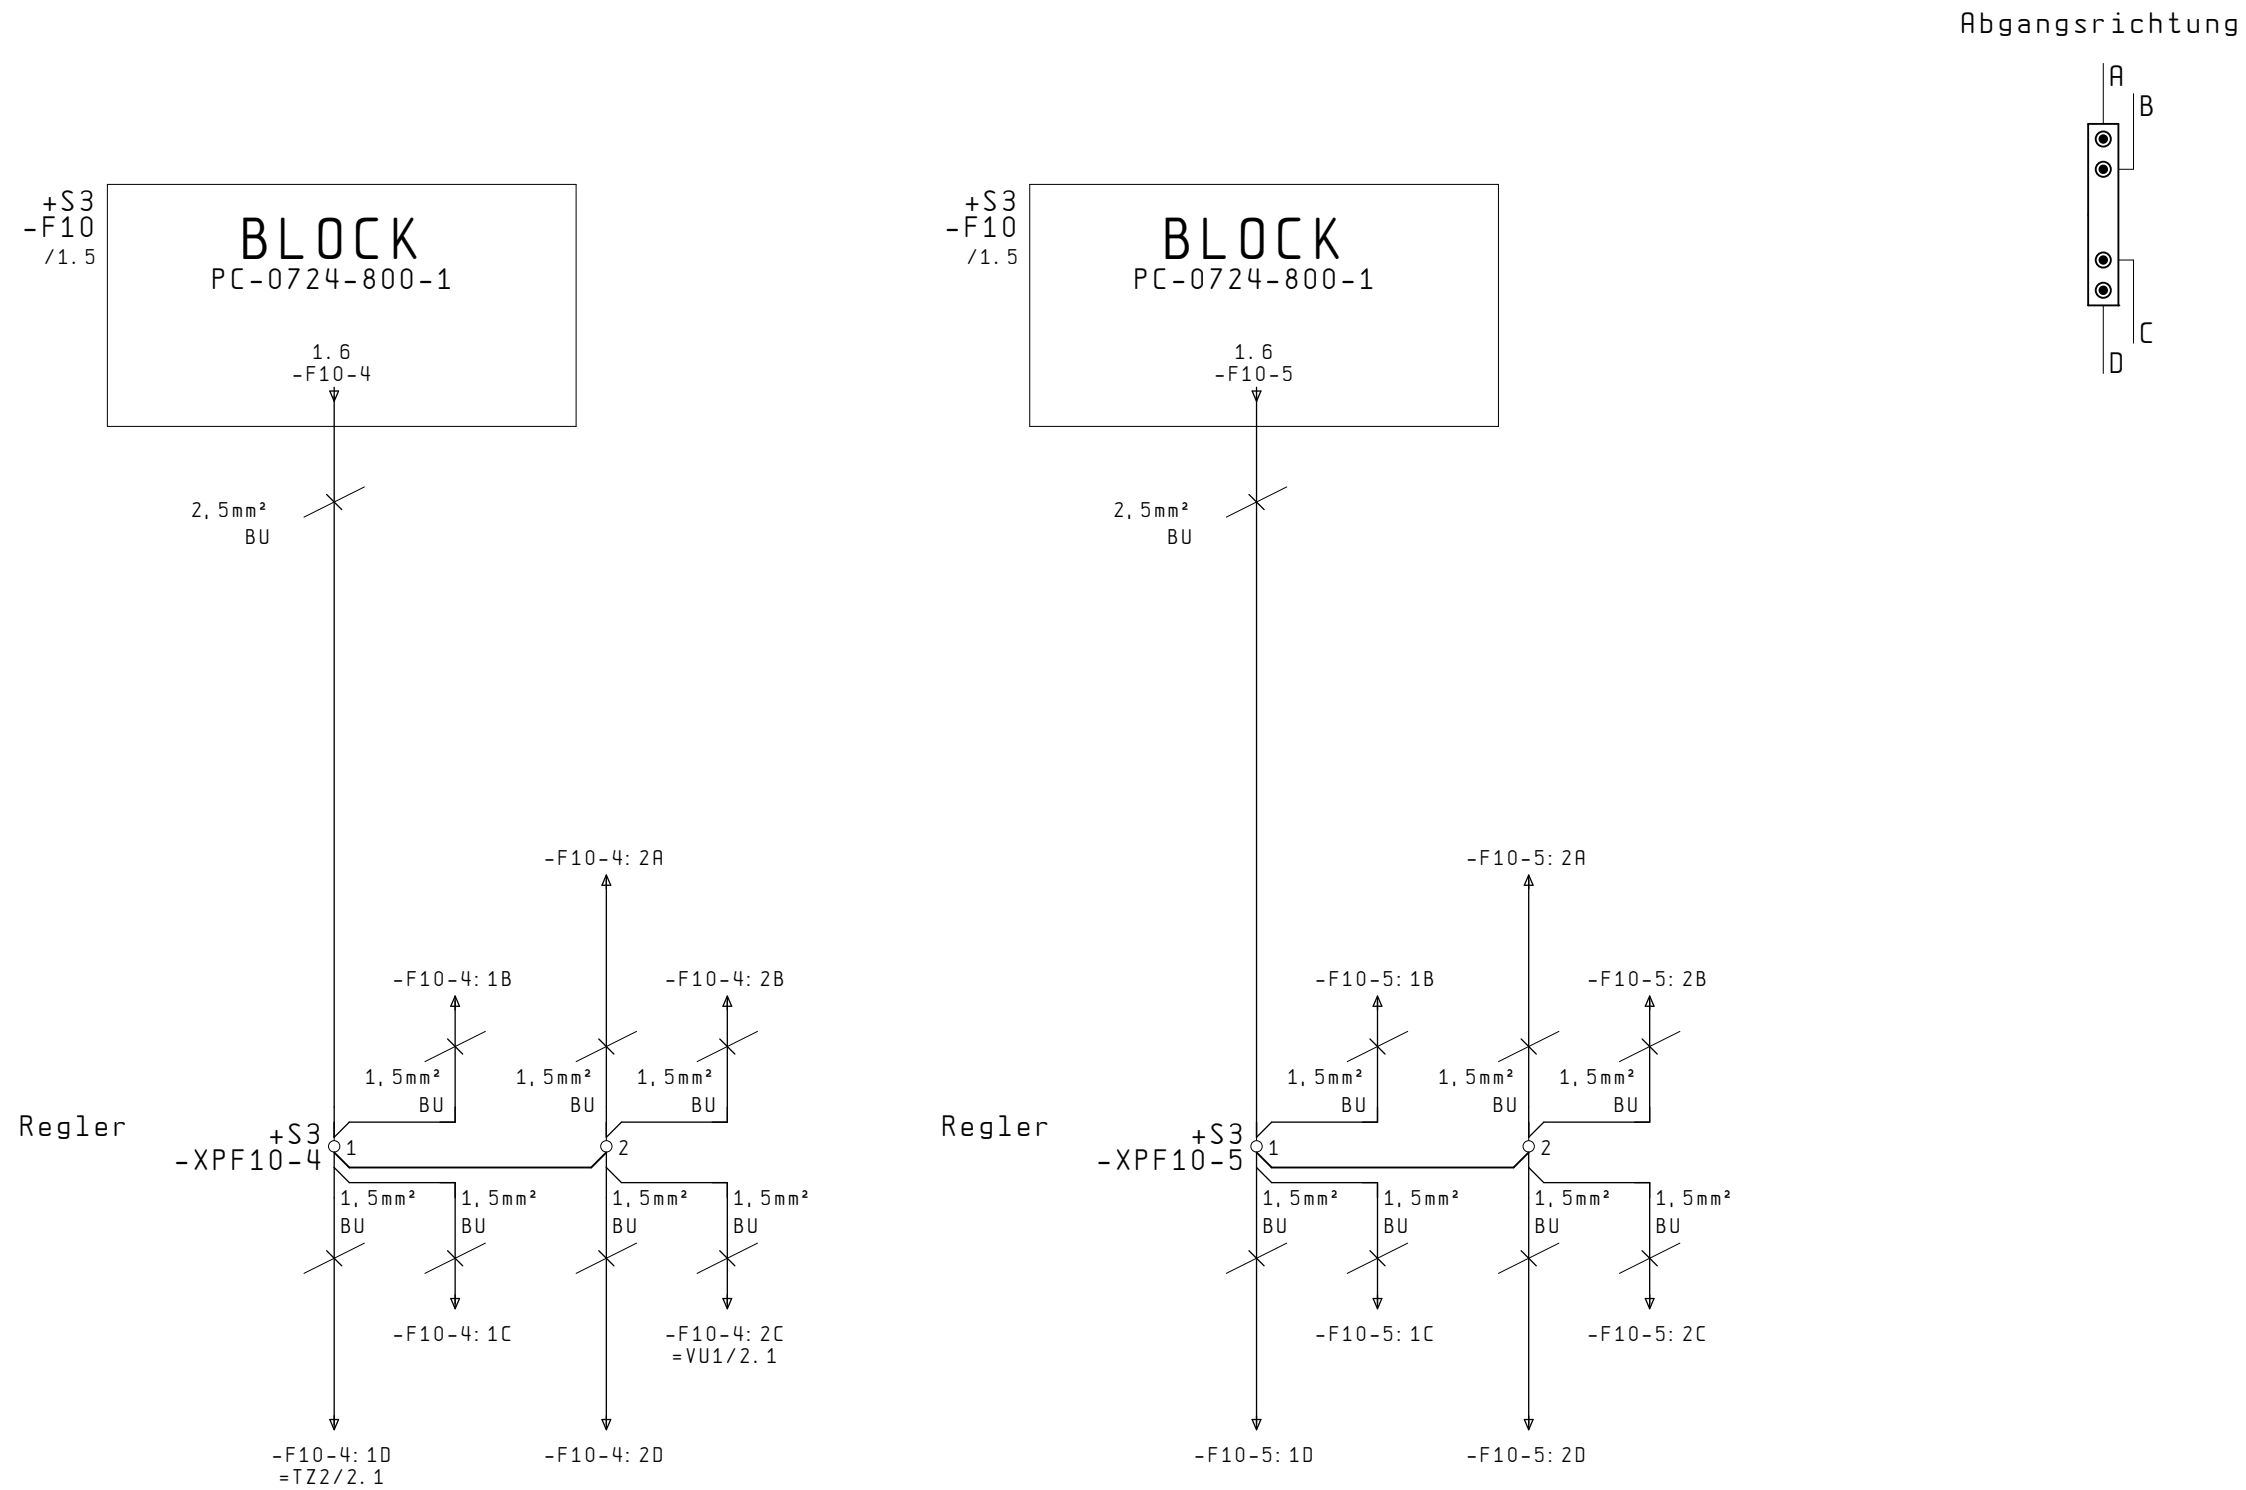 Abgangsrichtung
A
B
C
D
+S3
-F10
/1.5
BLOCK
PC-0724-800-1
1.6
-F10-4
2,5mm²
BU
-F10-4:2A
-F10-4:1B
-F10-4:2B
1,5mm²
BU
1,5mm²
BU
1,5mm²
BU
Regler
+S3
-XPF10-4
1
2
1,5mm²
BU
1,5mm²
BU
1,5mm²
BU
1,5mm²
BU
-F10-4:1C
-F10-4:2C
=VU1/2.1
-F10-4:1D
=TZ2/2.1
-F10-4:2D
+S3
-F10
/1.5
BLOCK
PC-0724-800-1
1.6
-F10-5
2,5mm²
BU
-F10-5:2A
-F10-5:1B
-F10-5:2B
1,5mm²
BU
1,5mm²
BU
1,5mm²
BU
Regler
+S3
-XPF10-5
1
2
1,5mm²
BU
1,5mm²
BU
1,5mm²
BU
1,5mm²
BU
-F10-5:1C
-F10-5:2C
-F10-5:1D
-F10-5:2D